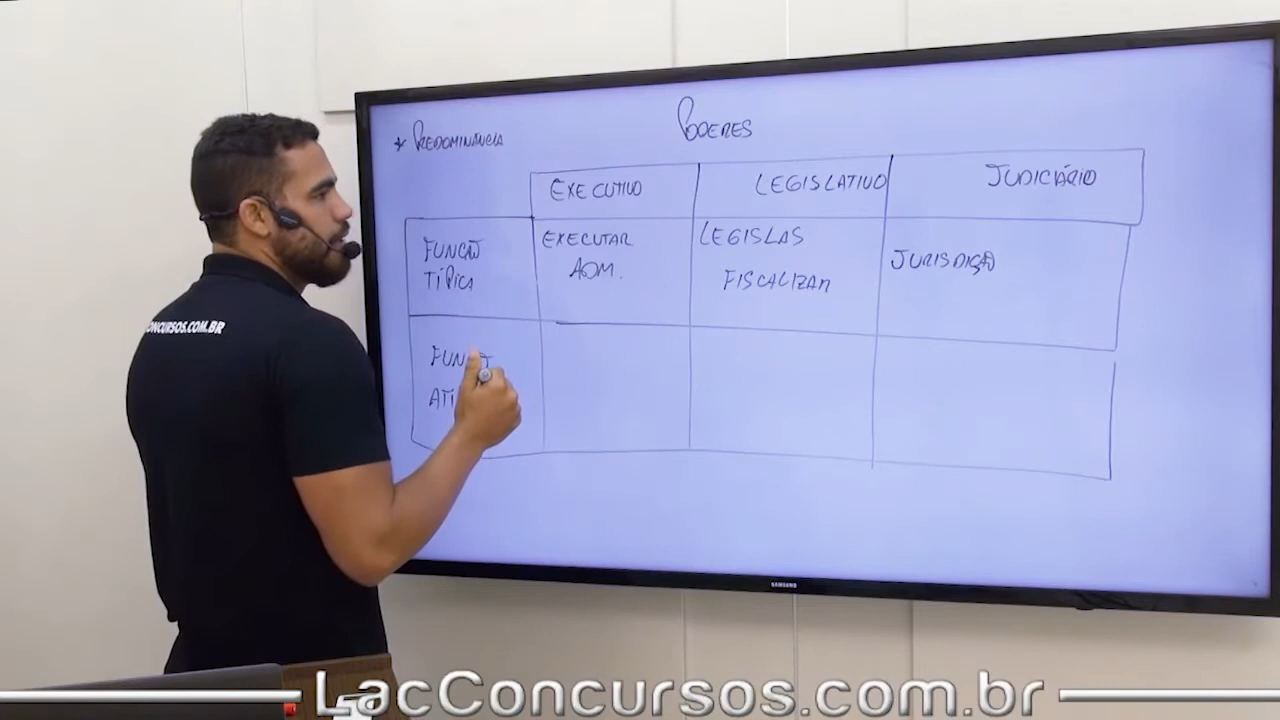 PODERES
* PREDOMINÂNCIA
EXECUTIVO LEGISLATIVO JUDICIÁRIO
FUNÇÃO
TÍPICA
EXECUTAR
ADM.
LEGISLAR
FISCALIZAR
JURISDIÇÃO
CONCURSOS.COM.BR
SAMSUNG
LacConcursos.com.br